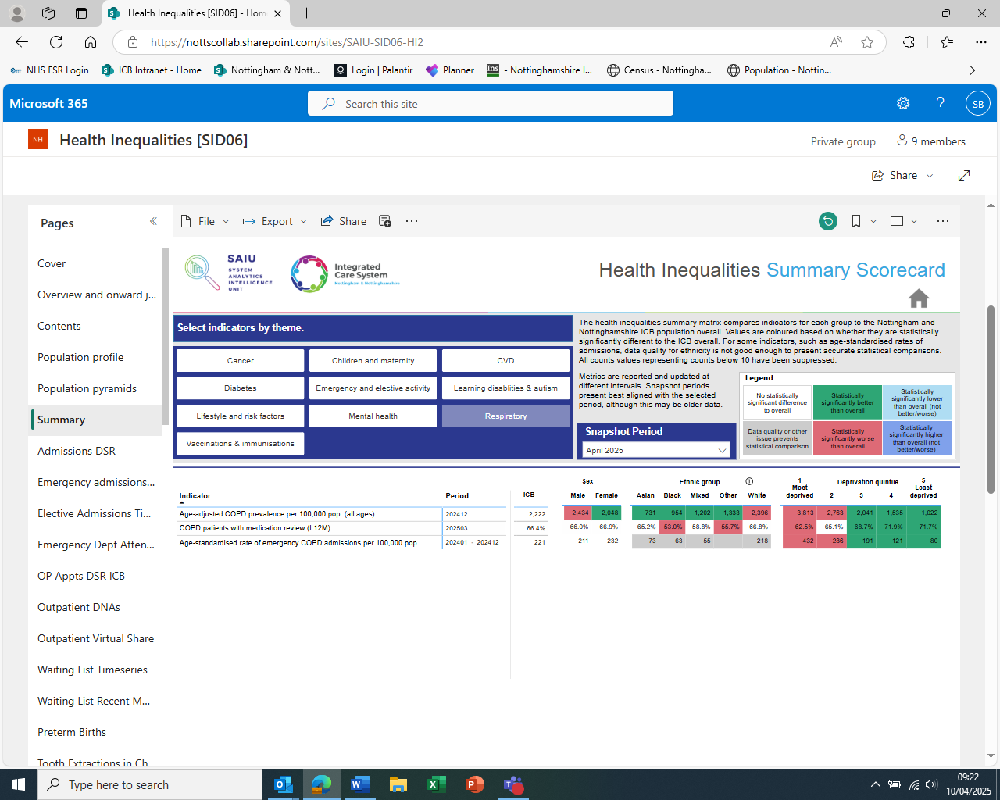 Health Inequalities [SID06] - Hom
https://nottscollab.sharepoint.com/sites/SAIU-SID06-HI2
NHS ESR Login
ICB Intranet - Home
Nottingham & Nott...
Login | Palantir
Planner
Ins - Nottinghamshire I...
Census - Nottingha...
Population - Nottin...
Microsoft 365
Search this site
SB
NH
Health Inequalities [SID06]
Private group
9 members
Share
Pages
Cover
Overview and onward j...
Contents
Population profile
Population pyramids
Summary
Admissions DSR
Emergency admissions...
Elective Admissions Ti...
Emergency Dept Atten...
OP Appts DSR ICB
Outpatient DNAs
Outpatient Virtual Share
Waiting List Timeseries
Waiting List Recent M...
Preterm Births
Tooth Extractions in Ch
File
Export
Share
SAIU
SYSTEM
ANALYTICS
INTELLIGENCE
UNIT
Integrated
Care System
Nottingham & Nottinghamshire
Health Inequalities Summary Scorecard
Select indicators by theme.
Cancer
Children and maternity
CVD
Diabetes
Emergency and elective activity
Learning disablities & autism
Lifestyle and risk factors
Mental health
Respiratory
Vaccinations & immunisations
The health inequalities summary matrix compares indicators for each group to the Nottingham and
Nottinghamshire ICB population overall. Values are coloured based on whether they are statistically
significantly different to the ICB overall. For some indicators, such as age-standardised rates of
admissions, data quality for ethnicity is not good enough to present accurate statistical comparisons.
All counts values representing counts below 10 have been suppressed.
Metrics are reported and updated at
different intervals. Snapshot periods
present best aligned with the selected
period, although this may be older data.
Snapshot Period
April 2025
Legend
No statistically
significant difference
to overall
Statistically
significantly better
than overall
Statistically
significantly lower
than overall (not
better/worse)
Data quality or other
issue prevents
statistical comparison
Statistically
significantly worse
than overall
Statistically
significantly higher
than overall (not
better/worse)
Sex
Ethnic group
1
Most
deprived
Deprivation quintile
5
Least
deprived
Indicator Period ICB Male Female Asian Black Mixed Other White 2 3 4
Age-adjusted COPD prevalence per 100,000 pop. (all ages) 202412 2,222 2,434 2,048 731 954 1,202 1,333 2,396 3,613 2,763 2,041 1,535 1,022
COPD patients with medication review (L12M) 202503 66.4% 66.0% 66.9% 65.2% 53.0% 58.8% 55.7% 66.8% 62.5% 65.1% 68.7% 71.9% 71.7%
Age-standardised rate of emergency COPD admissions per 100,000 pop. 202401 - 202412 221 211 232 73 63 55 218 432 286 191 121 80
Type here to search
09:22
10/04/2025